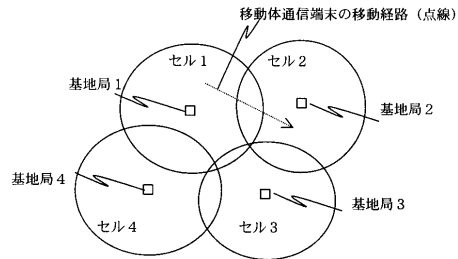 移動体通信端末の移動経路（点線）
セル１
セル２
基地局１
基地局２
基地局４
基地局３
セル４
セル３